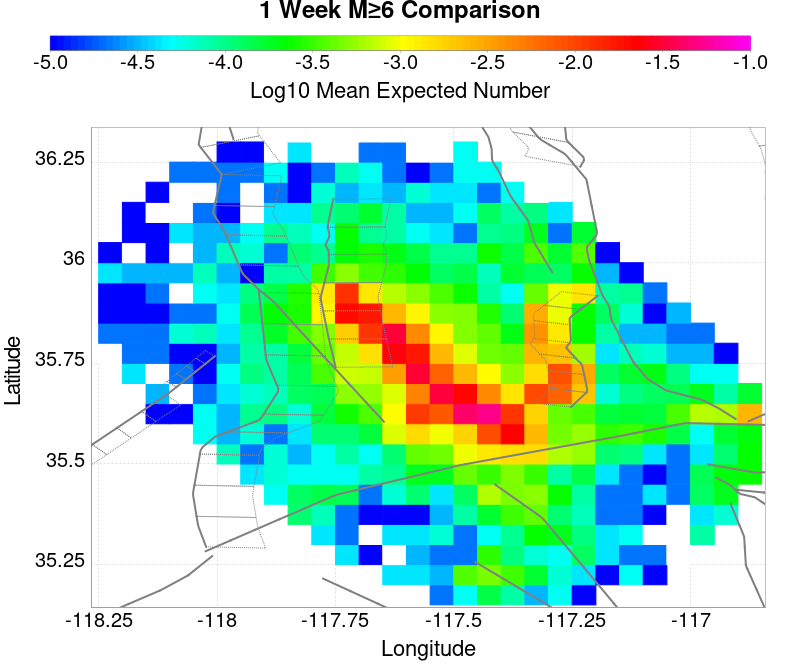 1 Week M≥6 Comparison
-5.0 -4.5 -4.0 -3.5 -3.0 -2.5 -2.0 -1.5 -1.0
Log10 Mean Expected Number
36.25
36
35.75
35.5
35.25
Latitude
-118.25 -118 -117.75 -117.5 -117.25 -117
Longitude